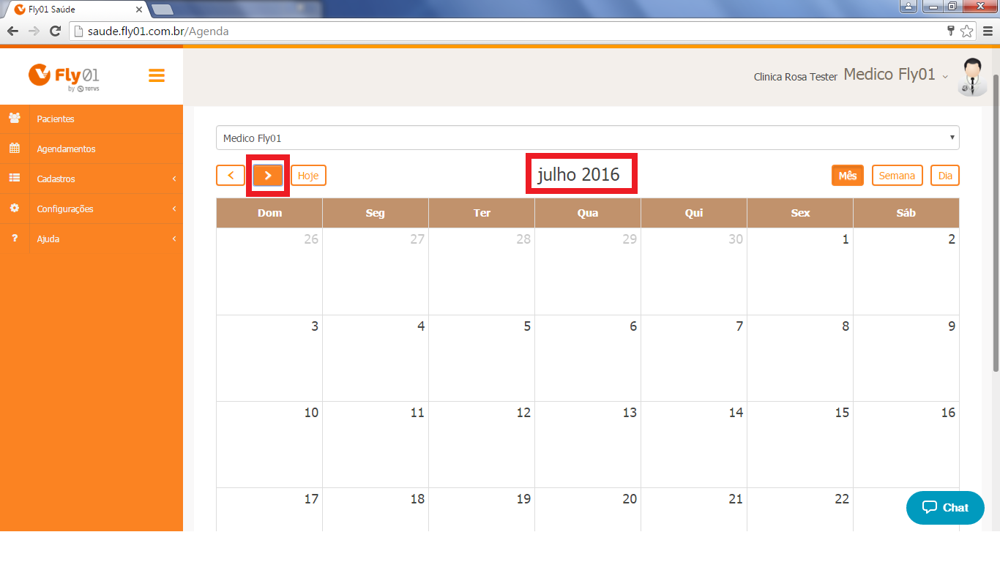 Fly01 Saúde
saude.fly01.com.br/Agenda
Fly01
by TOTVS
Clinica Rosa Tester Medico Fly01
Pacientes
Agendamentos
Cadastros
Configurações
Ajuda
Medico Fly01
Hoje
julho 2016
Mês Semana Dia
Dom Seg Ter Qua Qui Sex Sáb
26 27 28 29 30 1 2
3 4 5 6 7 8 9
10 11 12 13 14 15 16
17 18 19 20 21 22
Chat